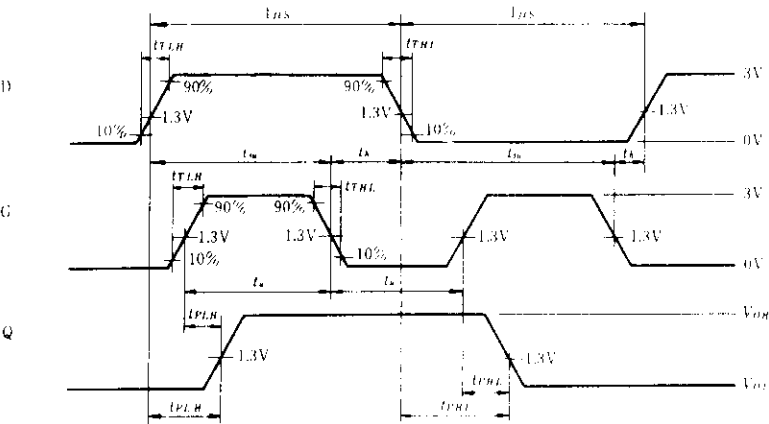 1μs 1μs
D tTLH tTHL 3V
90% 90%
1.3V 1.3V 1.3V
10% 10% 0V
tsu th tsu th
G tTLH tTHL 3V
90% 90%
1.3V 1.3V 1.3V 1.3V
10% 10% 0V
tw tw
Q tPLH VOH
1.3V 1.3V
tPHL VOL
tPLH tPHL